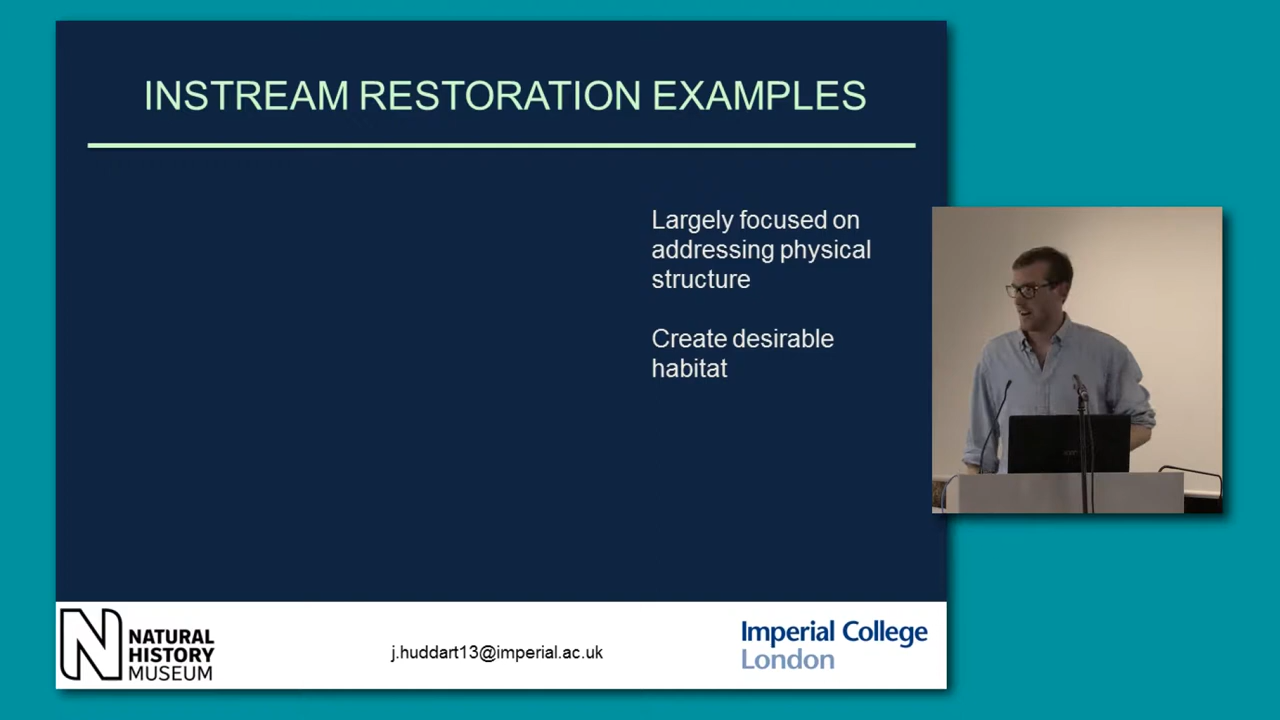 INSTREAM RESTORATION EXAMPLES
Largely focused on
addressing physical
structure
Create desirable
habitat
N NATURAL
HISTORY
MUSEUM
j.huddart13@imperial.ac.uk
Imperial College
London